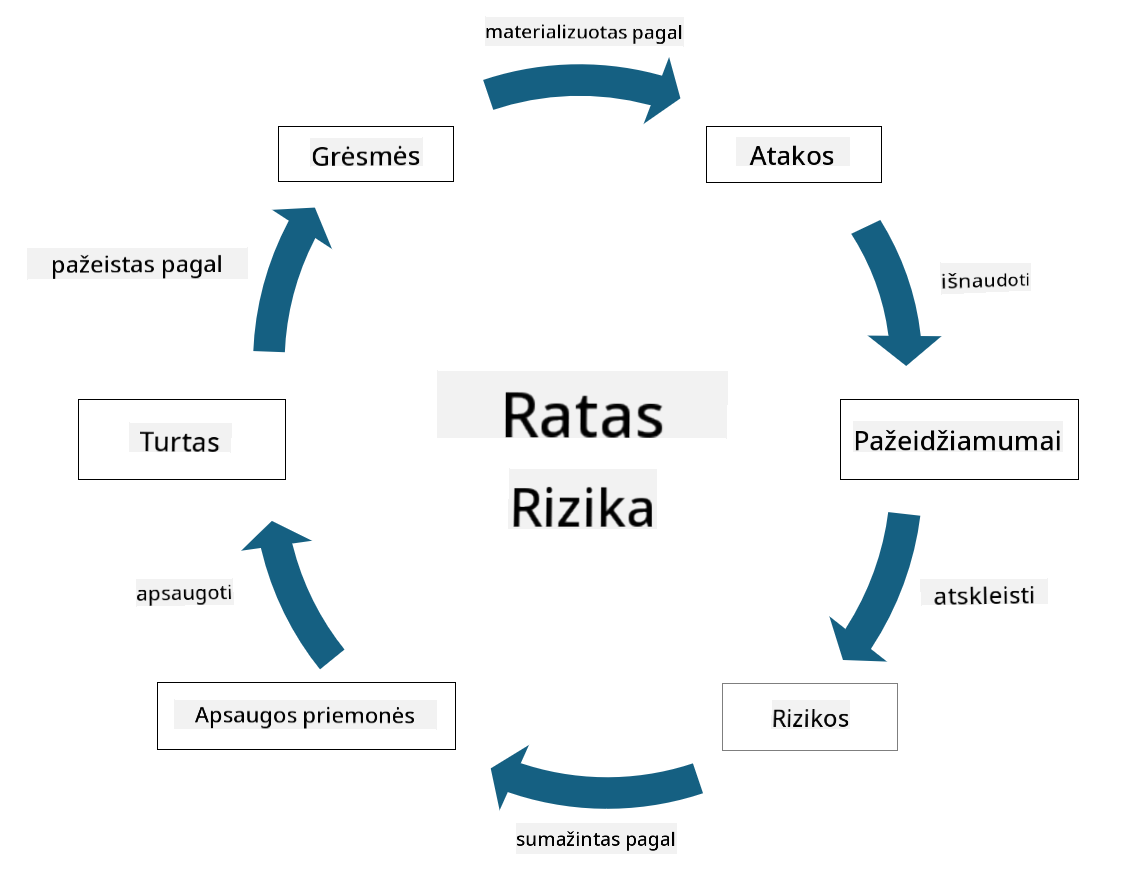 materializuotas pagal
Grėsmės
Atakos
pažeistas pagal
išnaudoti
Ratas
Rizika
Turtas
Pažeidžiamumai
apsaugoti
atskleisti
Apsaugos priemonės
Rizikos
sumažintas pagal